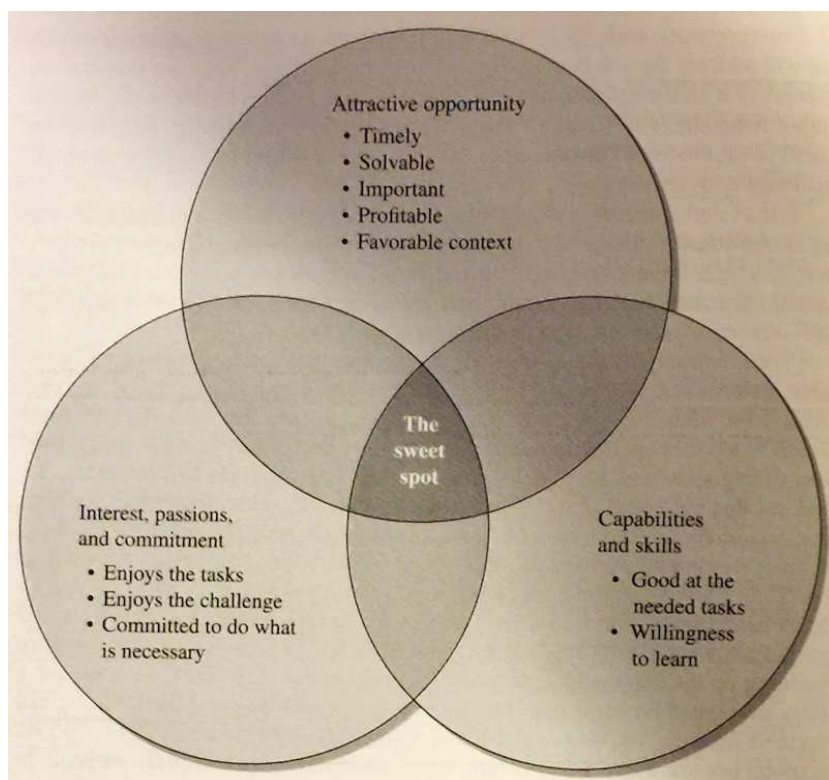 Attractive opportunity
• Timely
• Solvable
• Important
• Profitable
• Favorable context
The
sweet
spot
Interest, passions,
and commitment
• Enjoys the tasks
• Enjoys the challenge
• Committed to do what
is necessary
Capabilities
and skills
• Good at the
needed tasks
• Willingness
to learn